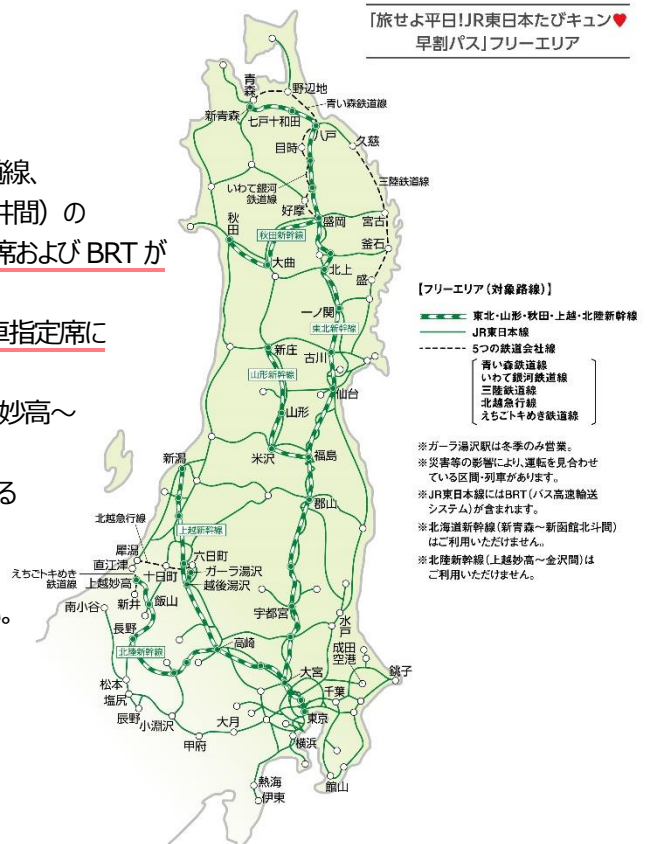 「旅せよ平日!JR東日本たびキュン♥
早割パス」フリーエリア
線、
井間）の
席および BRT が
車指定席に
妙高～
る
。
青森
野辺地
新青森
七戸十和田
青い森鉄道線
八戸
目時
久慈
いわて銀河
鉄道線
三陸鉄道線
好摩
盛岡
宮古
秋田
秋田新幹線
釜石
大曲
北上
盛
一ノ関
東北新幹線
新庄
古川
山形新幹線
仙台
山形
新潟
米沢
福島
郡山
上越新幹線
北越急行線
犀潟
六日町
直江津
ガーラ湯沢
えちごトキめき
鉄道線
上越妙高
十日町
越後湯沢
新井
飯山
南小谷
宇都宮
水戸
長野
高崎
成田
空港
北陸新幹線
大宮
銚子
松本
千葉
塩尻
東京
辰野
小淵沢
大月
甲府
横浜
熱海
伊東
館山
【フリーエリア（対象路線）】
東北・山形・秋田・上越・北陸新幹線
JR東日本線
5つの鉄道会社線
青い森鉄道線
いわて銀河鉄道線
三陸鉄道線
北越急行線
えちごトキめき鉄道線
※ガーラ湯沢駅は冬季のみ営業。
※災害等の影響により、運転を見合わせ
ている区間・列車があります。
※JR東日本線にはBRT（バス高速輸送
システム）が含まれます。
※北海道新幹線（新青森～新函館北斗間）
はご利用いただけません。
※北陸新幹線（上越妙高～金沢間）は
ご利用いただけません。